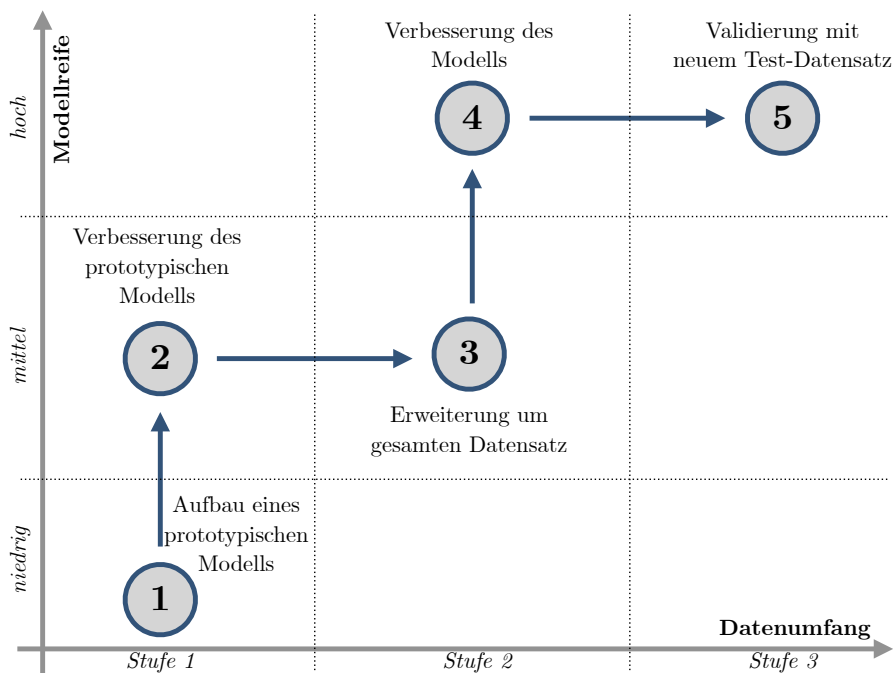 Modellreife
hoch
mittel
niedrig
Verbesserung des
Modells
4
Validierung mit
neuem Test-Datensatz
5
Verbesserung des
prototypischen
Modells
2
3
Erweiterung um
gesamten Datensatz
Aufbau eines
prototypischen
Modells
1
Datenumfang
Stufe 1
Stufe 2
Stufe 3